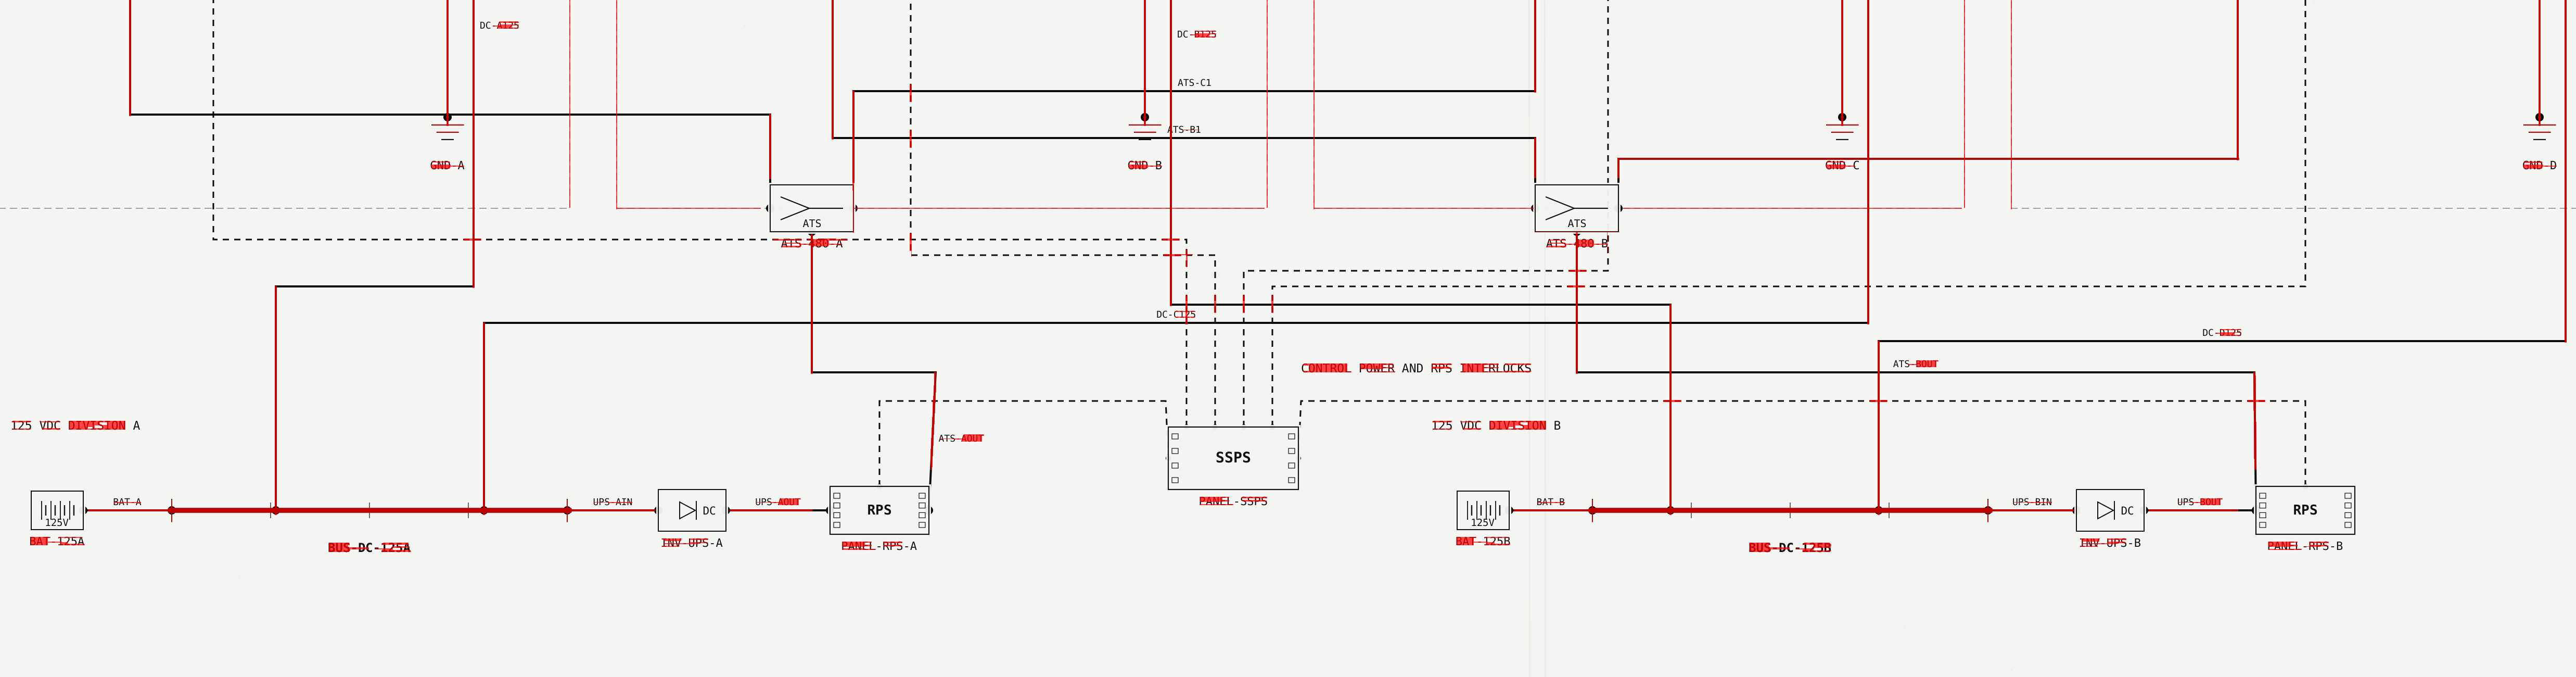 DC-A125
DC-B125
ATS-C1
ATS-B1
GND-A
GND-B
GND-C
GND-D
ATS
ATS-480-A
ATS
ATS-480-B
DC-C125
DC-D125
ATS-BOUT
CONTROL POWER AND RPS INTERLOCKS
125 VDC DIVISION A
125 VDC DIVISION B
ATS-AOUT
SSPS
PANEL-SSPS
125V
BAT-125A
BAT-A
BUS-DC-125A
UPS-AIN
DC
INV-UPS-A
UPS-AOUT
RPS
PANEL-RPS-A
125V
BAT-125B
BAT-B
BUS-DC-125B
UPS-BIN
DC
INV-UPS-B
UPS-BOUT
RPS
PANEL-RPS-B